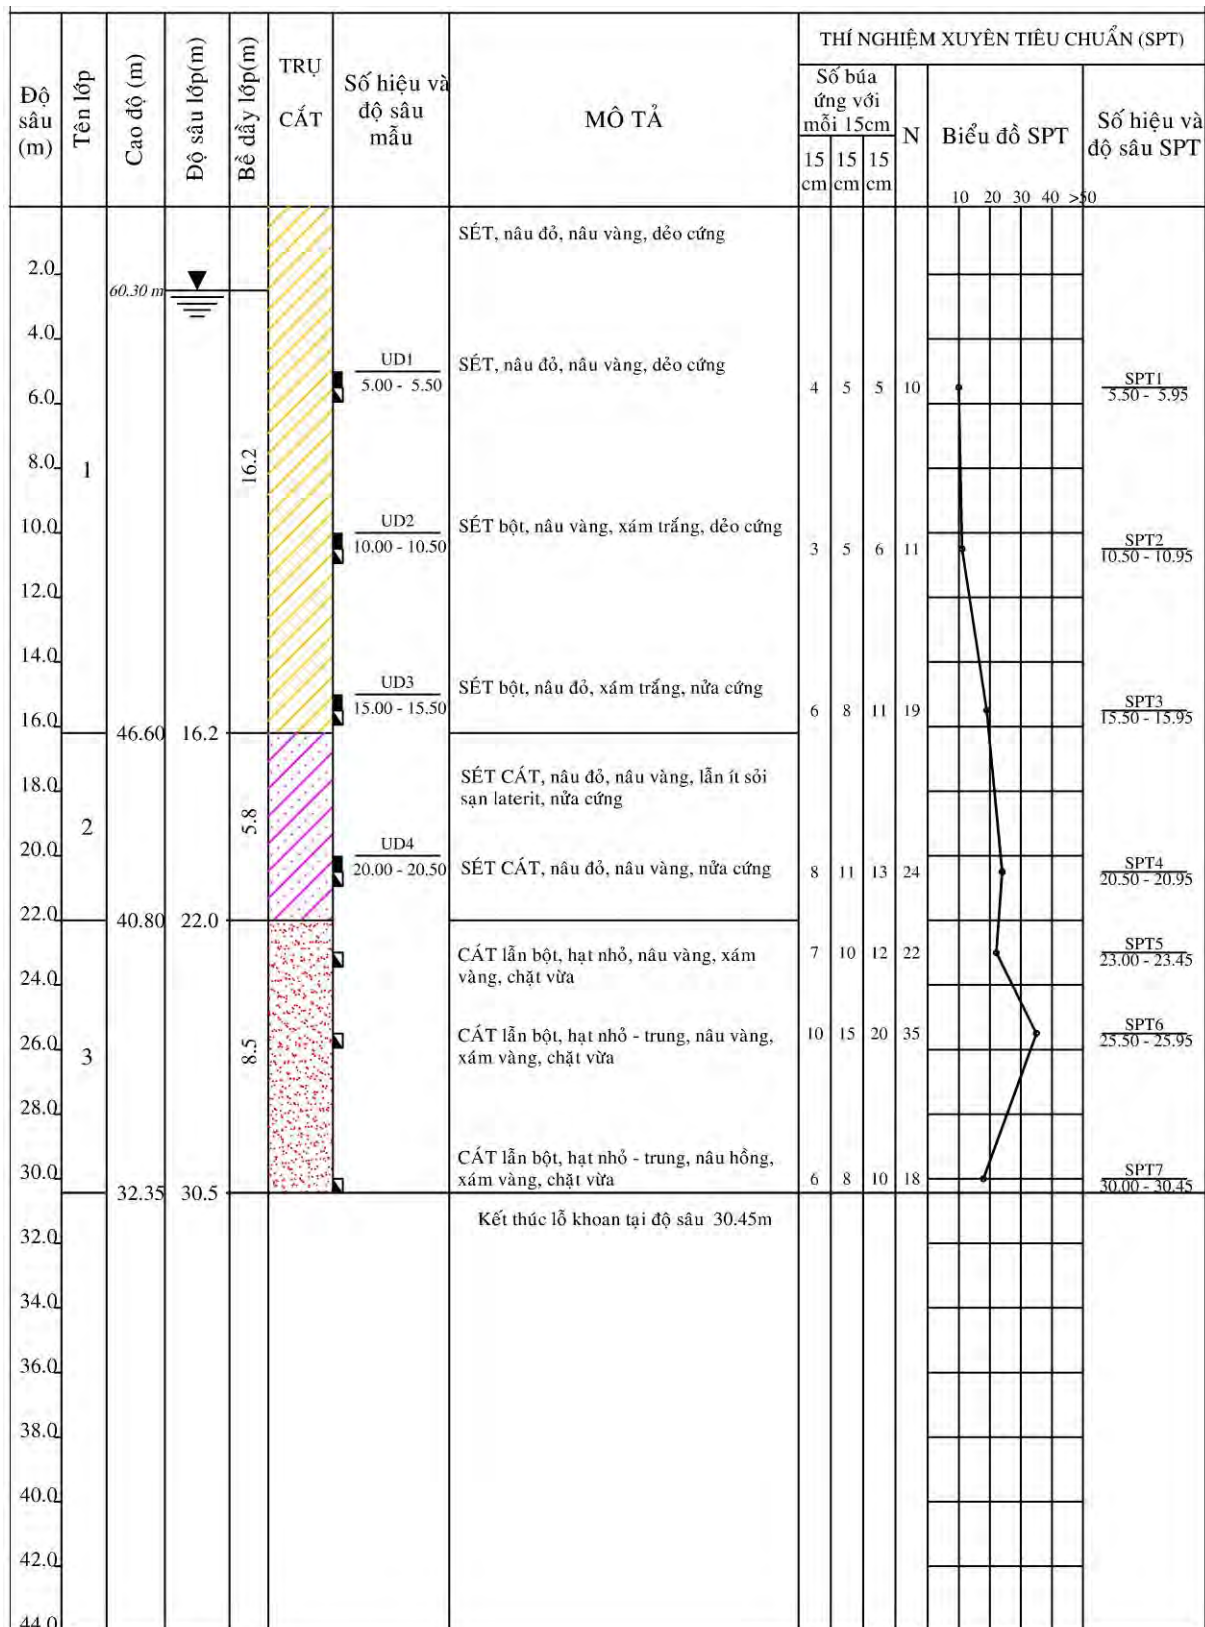 THÍ NGHIỆM XUYÊN TIÊU CHUẨN (SPT)
Độ sâu (m)
Tên lớp
Cao độ (m)
Độ sâu lớp(m)
Bề dầy lớp(m)
TRỤ CẮT
Số hiệu và độ sâu mẫu
MÔ TẢ
Số búa ứng với mỗi 15cm
15 cm
15 cm
15 cm
N
Biểu đồ SPT
Số hiệu và độ sâu SPT
10 20 30 40 >50
SÉT, nâu đỏ, nâu vàng, dẻo cứng
2.0
60.30 m
4.0
UD1
5.00 - 5.50
SÉT, nâu đỏ, nâu vàng, dẻo cứng
4 5 5 10
SPT1
5.50 - 5.95
6.0
8.0
1
16.2
10.0
UD2
10.00 - 10.50
SÉT bột, nâu vàng, xám trắng, dẻo cứng
3 5 6 11
SPT2
10.50 - 10.95
12.0
14.0
UD3
15.00 - 15.50
SÉT bột, nâu đỏ, xám trắng, nửa cứng
6 8 11 19
SPT3
15.50 - 15.95
16.0
46.60 16.2
18.0
SÉT CÁT, nâu đỏ, nâu vàng, lẫn ít sỏi
sạn laterit, nửa cứng
2
5.8
20.0
UD4
20.00 - 20.50
SÉT CÁT, nâu đỏ, nâu vàng, nửa cứng
8 11 13 24
SPT4
20.50 - 20.95
22.0
40.80 22.0
CÁT lẫn bột, hạt nhỏ, nâu vàng, xám
vàng, chặt vừa
7 10 12 22
SPT5
23.00 - 23.45
24.0
CÁT lẫn bột, hạt nhỏ - trung, nâu vàng,
xám vàng, chặt vừa
10 15 20 35
SPT6
25.50 - 25.95
26.0
3
8.5
28.0
CÁT lẫn bột, hạt nhỏ - trung, nâu hồng,
xám vàng, chặt vừa
6 8 10 18
SPT7
30.00 - 30.45
30.0
32.35 30.5
Kết thúc lỗ khoan tại độ sâu 30.45m
32.0
34.0
36.0
38.0
40.0
42.0
44.0